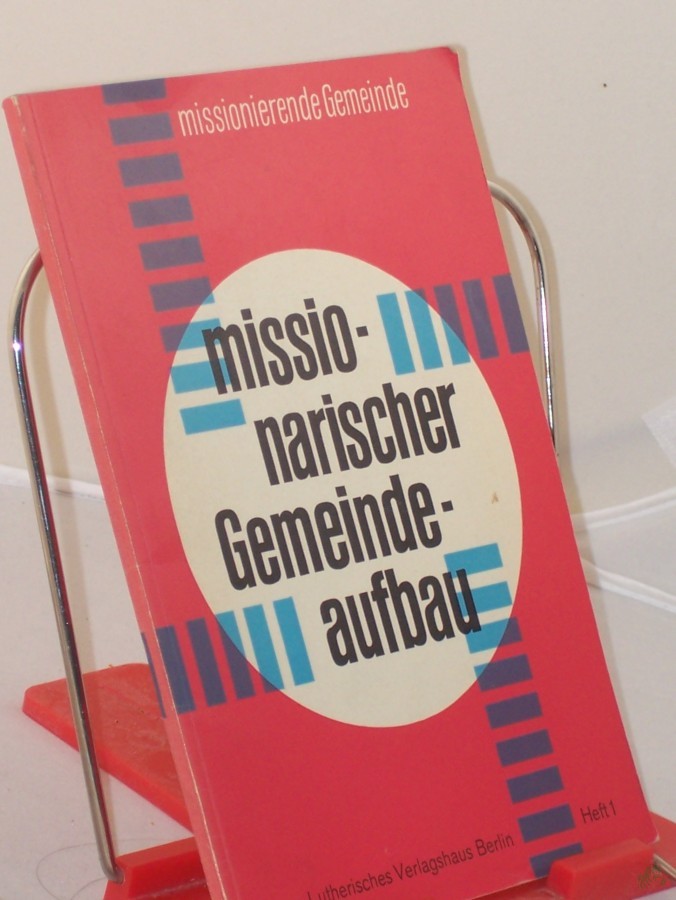 missionierende Gemeinde
missio-
narischer
Gemeinde-
aufbau
Lutherisches Verlagshaus Berlin
Heft 1